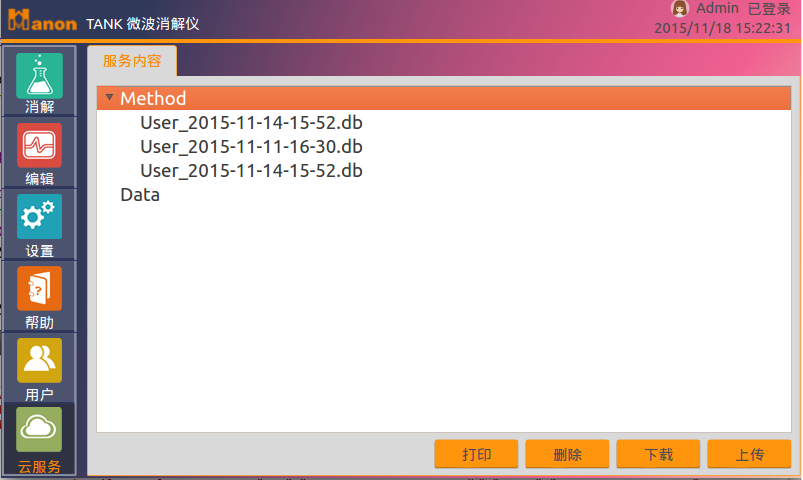 Hanon TANK 微波消解仪
Admin 已登录
2015/11/18 15:22:31
服务内容
消解
编辑
设置
帮助
用户
云服务
Method
User_2015-11-14-15-52.db
User_2015-11-11-16-30.db
User_2015-11-14-15-52.db
Data
打印 删除 下载 上传